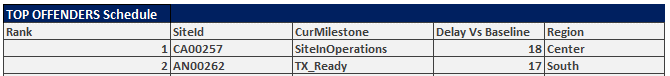 TOP OFFENDERS Schedule
Rank SiteId CurMilestone Delay Vs Baseline Region
1 CA00257 SiteInOperations 18 Center
2 AN00262 TX_Ready 17 South